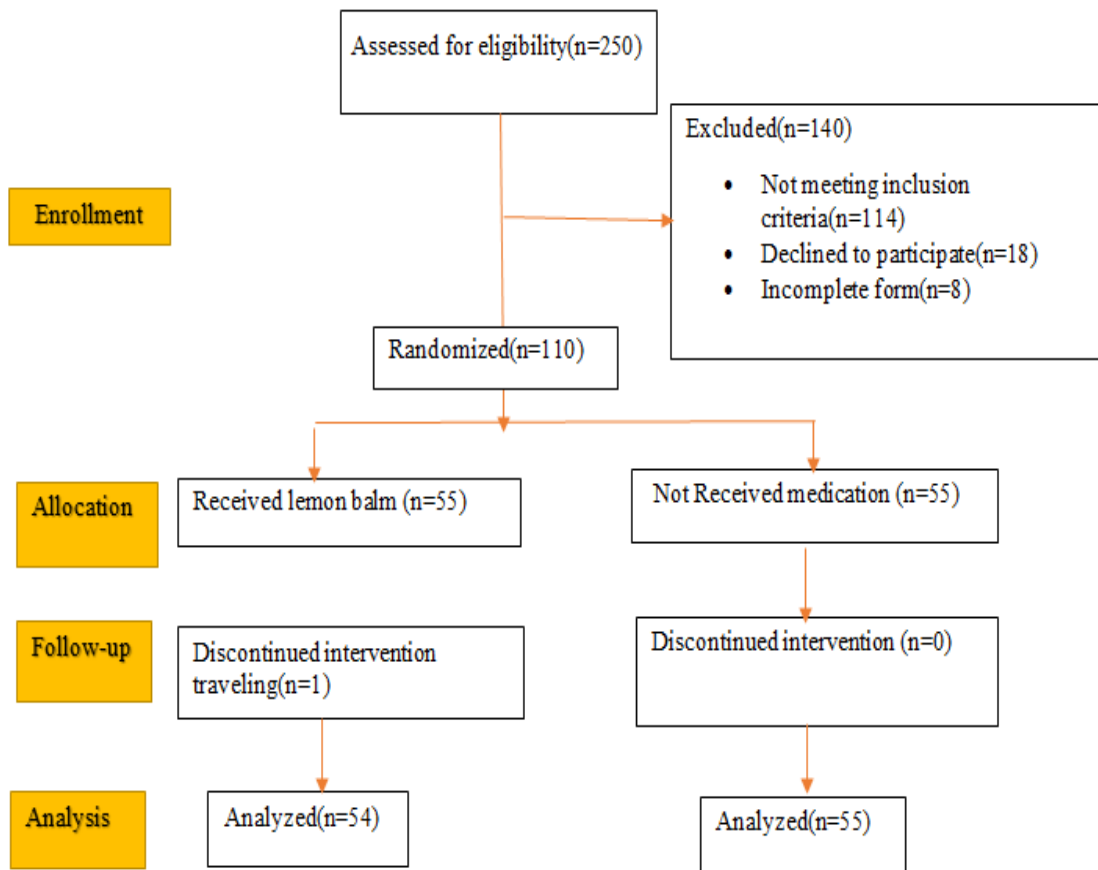 Assessed for eligibility(n=250)
Excluded(n=140)
• Not meeting inclusion
criteria(n=114)
• Declined to participate(n=18)
• Incomplete form(n=8)
Enrollment
Randomized(n=110)
Allocation
Received lemon balm (n=55)
Not Received medication (n=55)
Follow-up
Discontinued intervention
traveling(n=1)
Discontinued intervention (n=0)
Analysis
Analyzed(n=54)
Analyzed(n=55)